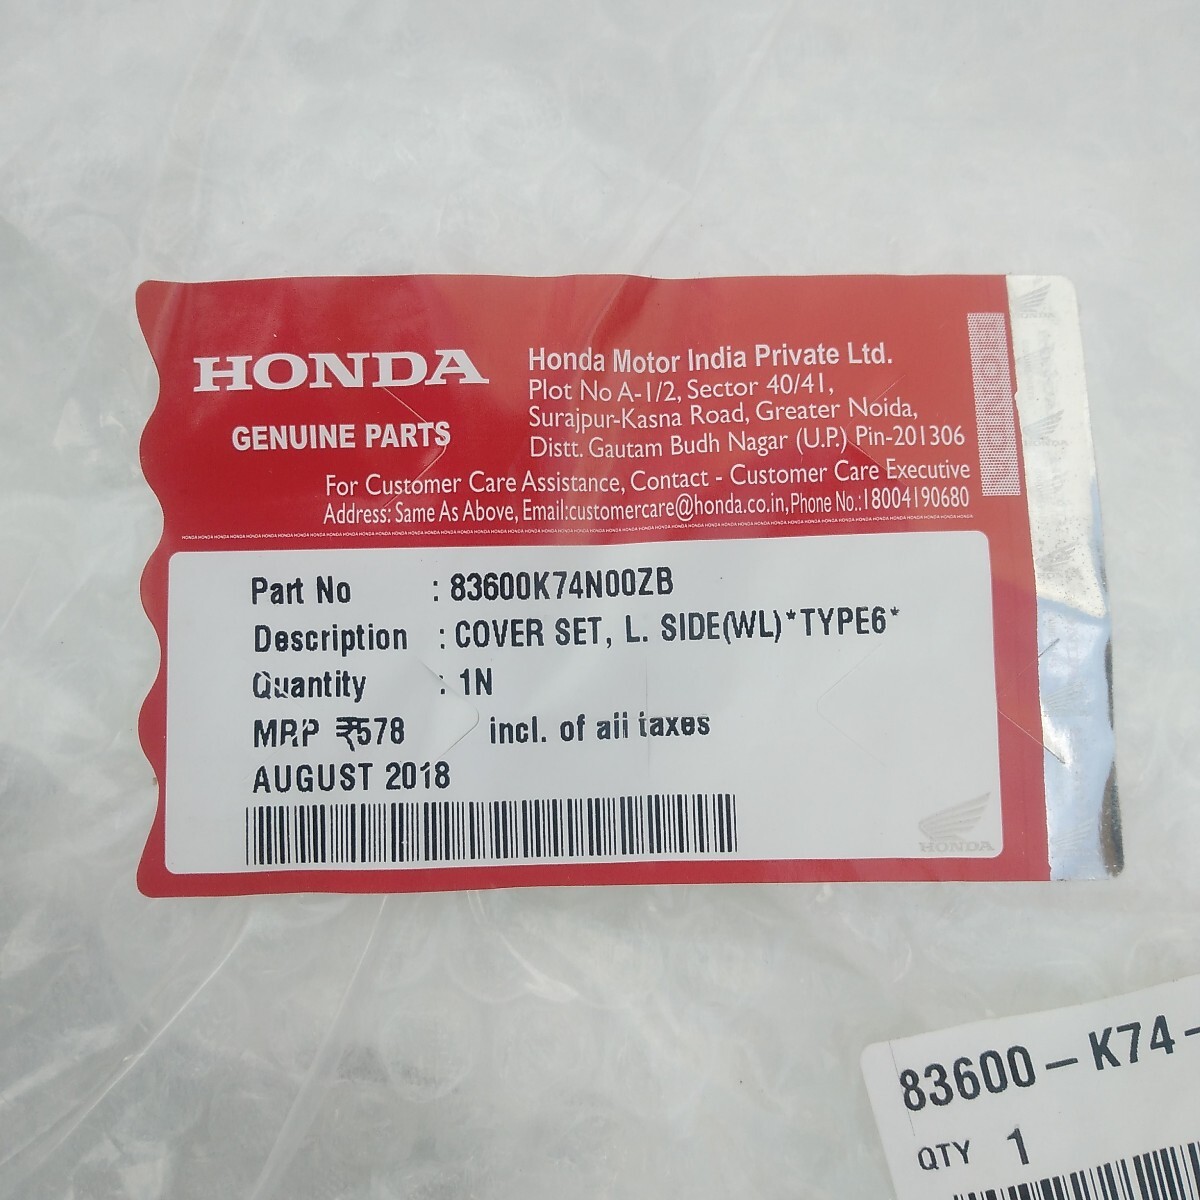 HONDA
GENUINE PARTS
Honda Motor India Private Ltd.
Plot No A-1/2, Sector 40/41,
Surajpur-Kasna Road, Greater Noida,
Distt. Gautam Budh Nagar (U.P.) Pin-201306
For Customer Care Assistance, Contact - Customer Care Executive
Address: Same As Above, Email:customercare@honda.co.in, Phone No.:18004190680
Part No : 83600K74N00ZB
Description : COVER SET, L. SIDE(WL)*TYPE6*
Quantity : 1N
MRP ₹578 incl. of all taxes
AUGUST 2018
HONDA
HONDA
83600-K74-
QTY 1